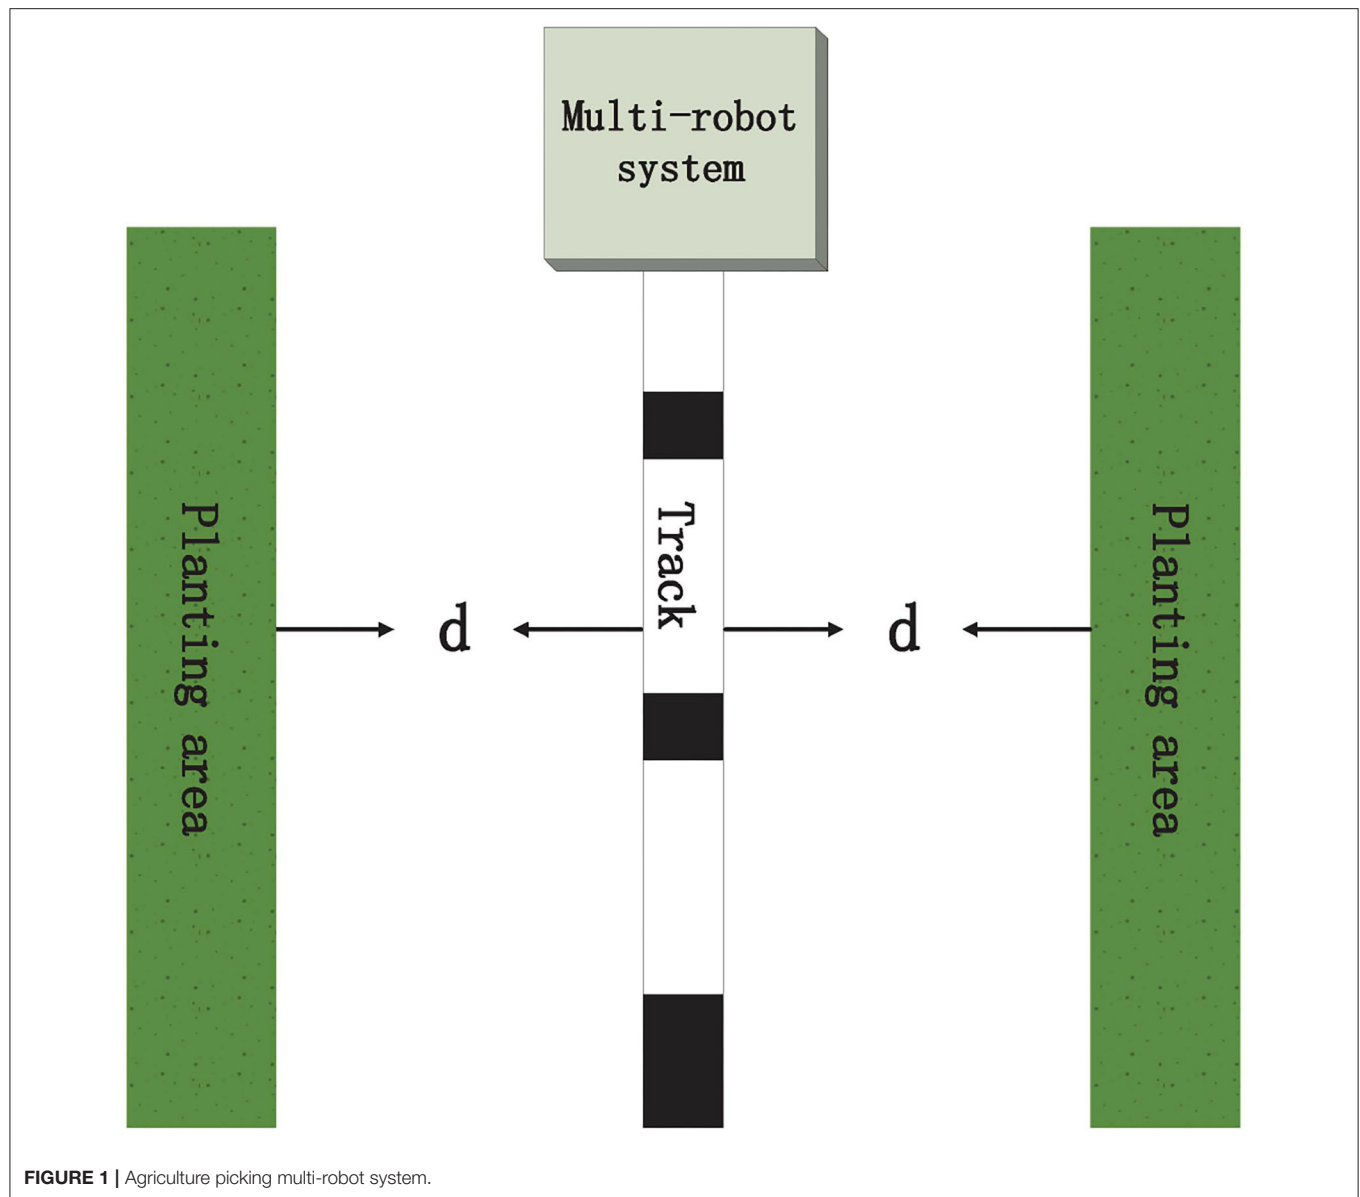 Multi-robot
system
Planting area
Track
Planting area
d
d
FIGURE 1 | Agriculture picking multi-robot system.